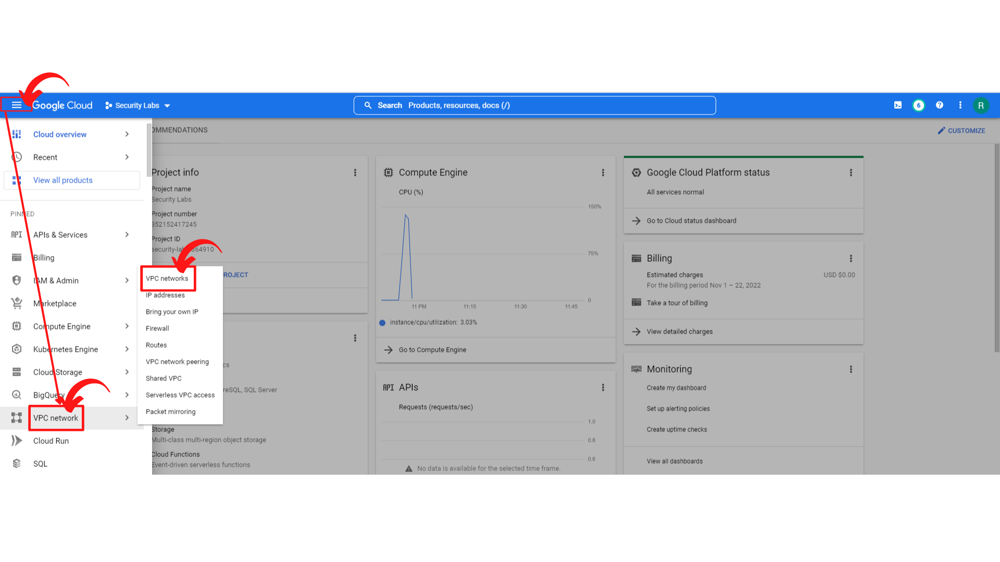 Google Cloud
Security Labs
Search Products, resources, docs (/)
6
R
Cloud overview
Recent
View all products
PINNED
API APIs & Services
Billing
IAM & Admin
Marketplace
Compute Engine
Kubernetes Engine
Cloud Storage
BigQuery
VPC network
Cloud Run
SQL
VPC networks
IP addresses
Bring your own IP
Firewall
Routes
VPC network peering
Shared VPC
Serverless VPC access
Packet mirroring
OMMENDATIONS
CUSTOMIZE
Project info
Project name
Security Labs
Project number
352152417245
Project ID
364910
ROJECT
cs
reSQL, SQL Server
Storage
Multi-class multi-region object storage
Cloud Functions
Event-driven serverless functions
Compute Engine
CPU (%)
150%
75%
0
11 PM 11:15 11:30 11:45
instance/cpu/utilization: 3.03%
Go to Compute Engine
API APIs
Requests (requests/sec)
1.0
0.8
0.6
No data is available for the selected time frame.
Google Cloud Platform status
All services normal
Go to Cloud status dashboard
Billing
Estimated charges USD $0.00
For the billing period Nov 1 – 22, 2022
Take a tour of billing
View detailed charges
Monitoring
Create my dashboard
Set up alerting policies
Create uptime checks
View all dashboards